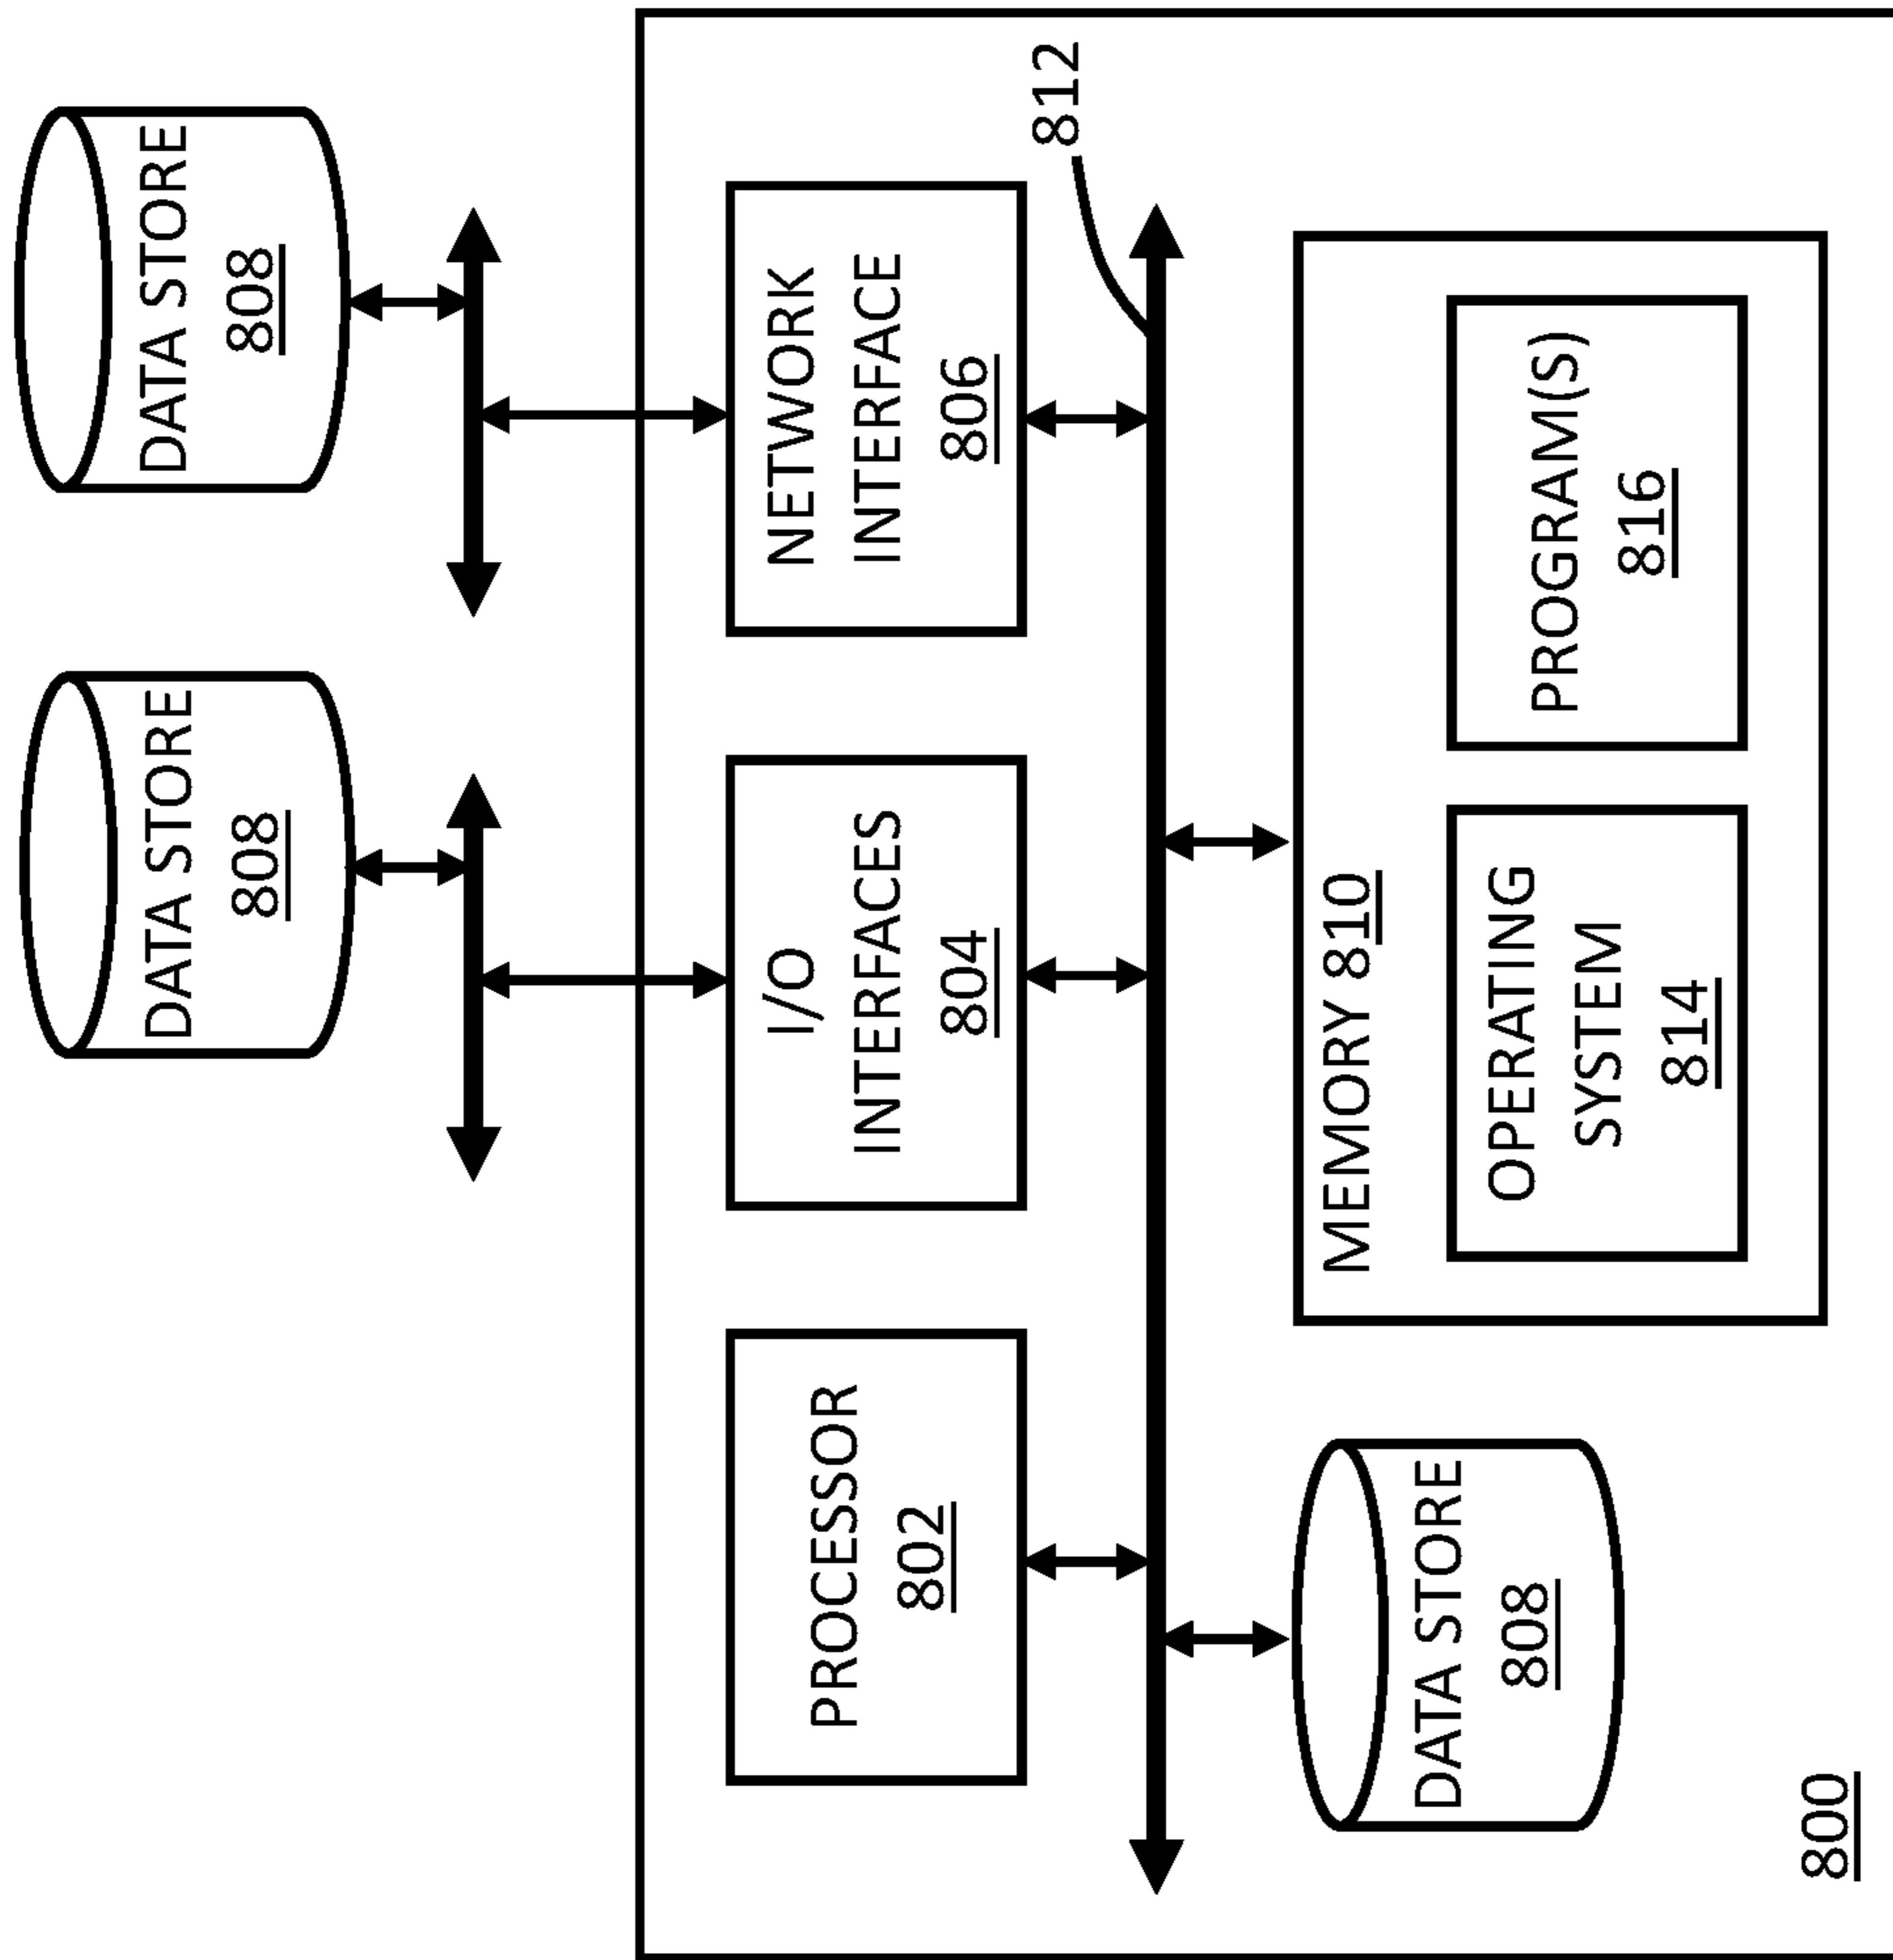 DATA STORE
808
DATA STORE
808
PROCESSOR
802
I/O
INTERFACES
804
NETWORK
INTERFACE
806
812
DATA STORE
808
MEMORY 810
OPERATING
SYSTEM
814
PROGRAM(S)
816
800